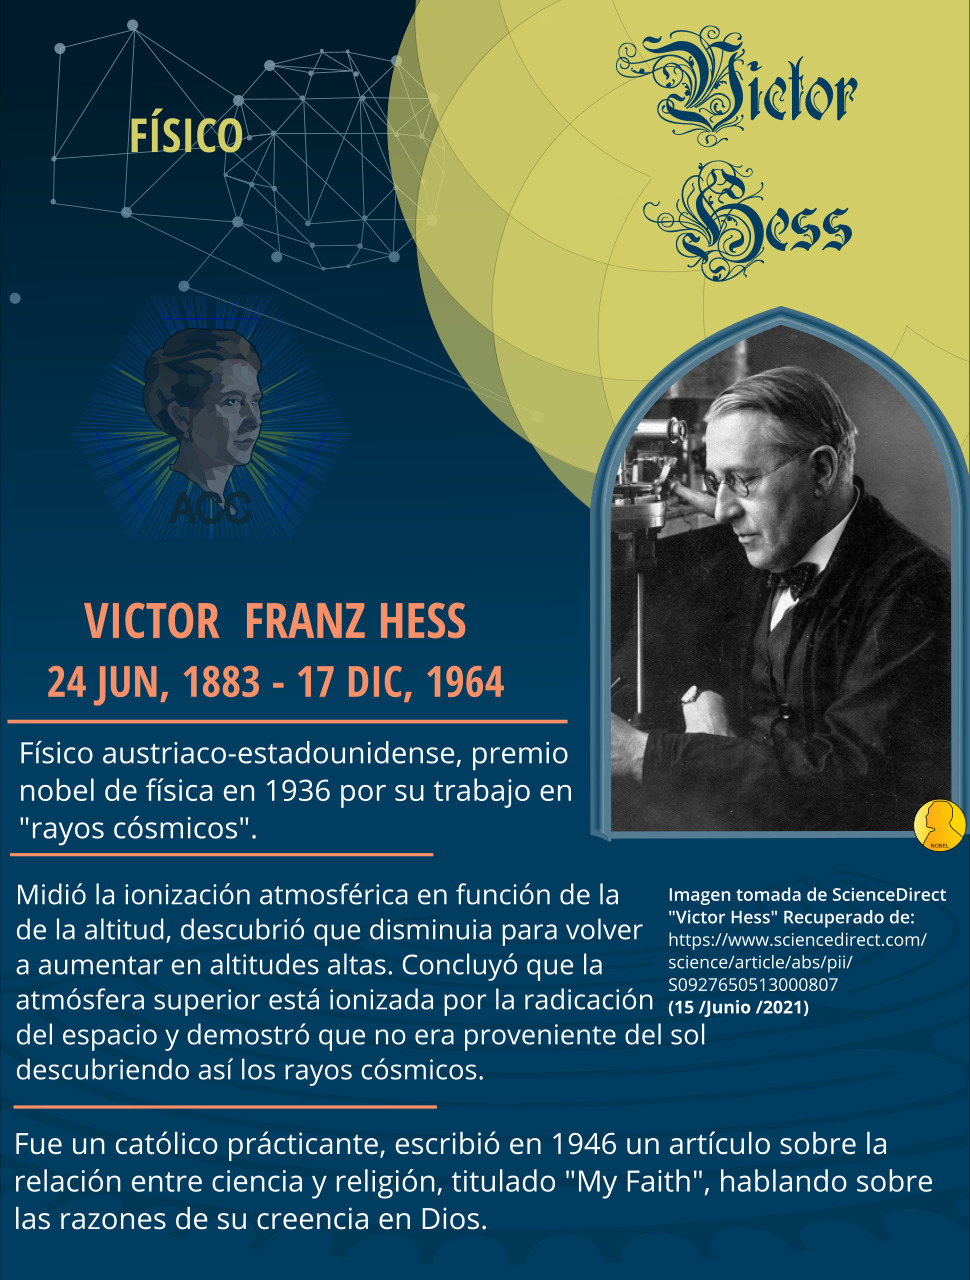 Victor
Hess
FÍSICO
ACC
VICTOR FRANZ HESS
24 JUN, 1883 - 17 DIC, 1964
Físico austriaco-estadounidense, premio
nobel de física en 1936 por su trabajo en
"rayos cósmicos".
NOBEL
Midió la ionización atmosférica en función de la
de la altitud, descubrió que disminuia para volver
a aumentar en altitudes altas. Concluyó que la
atmósfera superior está ionizada por la radicación
del espacio y demostró que no era proveniente del sol
descubriendo así los rayos cósmicos.
Imagen tomada de ScienceDirect
"Victor Hess" Recuperado de:
https://www.sciencedirect.com/
science/article/abs/pii/
S0927650513000807
(15 /Junio /2021)
Fue un católico prácticante, escribió en 1946 un artículo sobre la
relación entre ciencia y religión, titulado "My Faith", hablando sobre
las razones de su creencia en Dios.